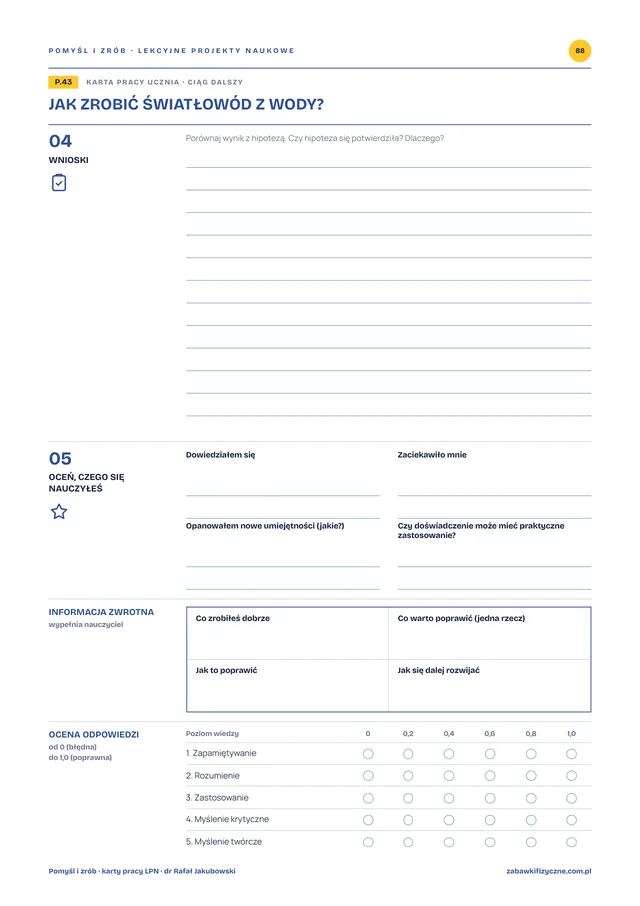 POMYŚL I ZRÓB · LEKCYJNE PROJEKTY NAUKOWE
88
P.43 KARTA PRACY UCZNIA · CIĄG DALSZY
JAK ZROBIĆ ŚWIATŁOWÓD Z WODY?
04
WNIOSKI
Porównaj wynik z hipotezą. Czy hipoteza się potwierdziła? Dlaczego?
05
OCEŃ, CZEGO SIĘ
NAUCZYŁEŚ
Dowiedziałem się
Zaciekawiło mnie
Opanowałem nowe umiejętności (jakie?)
Czy doświadczenie może mieć praktyczne
zastosowanie?
INFORMACJA ZWROTNA
wypełnia nauczyciel
Co zrobiłeś dobrze
Co warto poprawić (jedna rzecz)
Jak to poprawić
Jak się dalej rozwijać
OCENA ODPOWIEDZI
od 0 (błędna)
do 1,0 (poprawna)
Poziom wiedzy 0 0,2 0,4 0,6 0,8 1,0
1. Zapamiętywanie
2. Rozumienie
3. Zastosowanie
4. Myślenie krytyczne
5. Myślenie twórcze
Pomyśl i zrób · karty pracy LPN · dr Rafał Jakubowski
zabawkifizyczne.com.pl